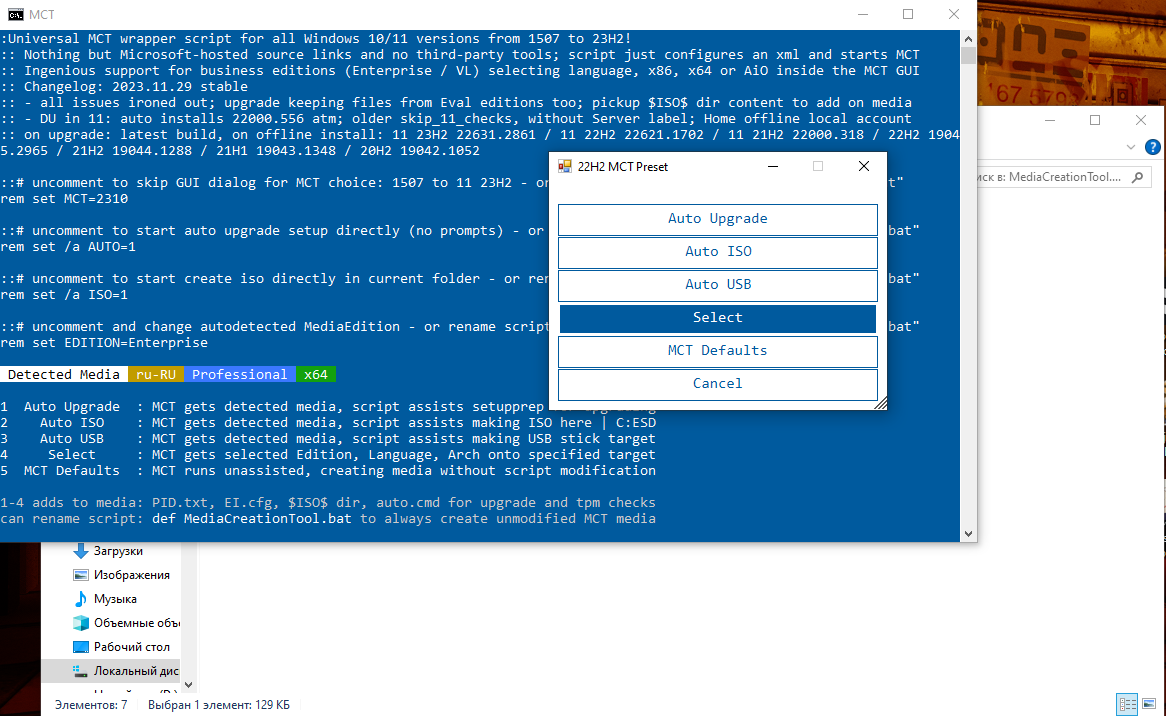 MCT
:Universal MCT wrapper script for all Windows 10/11 versions from 1507 to 23H2!
:: Nothing but Microsoft-hosted source links and no third-party tools; script just configures an xml and starts MCT
:: Ingenious support for business editions (Enterprise / VL) selecting language, x86, x64 or AiO inside the MCT GUI
:: Changelog: 2023.11.29 stable
:: - all issues ironed out; upgrade keeping files from Eval editions too; pickup $ISO$ dir content to add on media
:: - DU in 11: auto installs 22000.556 atm; older skip_11_checks, without Server label; Home offline local account
:: on upgrade: latest build, on offline install: 11 23H2 22631.2861 / 11 22H2 22621.1702 / 11 21H2 22000.318 / 22H2 1904
5.2965 / 21H2 19044.1288 / 21H1 19043.1348 / 20H2 19042.1052
::# uncomment to skip GUI dialog for MCT choice: 1507 to 11 23H2 - or t"
rem set MCT=2310
::# uncomment to start auto upgrade setup directly (no prompts) - or bat"
rem set /a AUTO=1
::# uncomment to start create iso directly in current folder - or ren bat"
rem set /a ISO=1
::# uncomment and change autodetected MediaEdition - or rename script bat"
rem set EDITION=Enterprise
Detected Media ru-RU Professional x64
1 Auto Upgrade : MCT gets detected media, script assists setupprep
2 Auto ISO : MCT gets detected media, script assists making ISO here | C:ESD
3 Auto USB : MCT gets detected media, script assists making USB stick target
4 Select : MCT gets selected Edition, Language, Arch onto specified target
5 MCT Defaults : MCT runs unassisted, creating media without script modification
1-4 adds to media: PID.txt, EI.cfg, $ISO$ dir, auto.cmd for upgrade and tpm checks
can rename script: def MediaCreationTool.bat to always create unmodified MCT media
22H2 MCT Preset
Auto Upgrade
Auto ISO
Auto USB
Select
MCT Defaults
Cancel
иск в: MediaCreationTool....
Загрузки
Изображения
Музыка
Объемные объ
Рабочий стол
Локальный дис
Элементов: 7 Выбран 1 элемент: 129 КБ